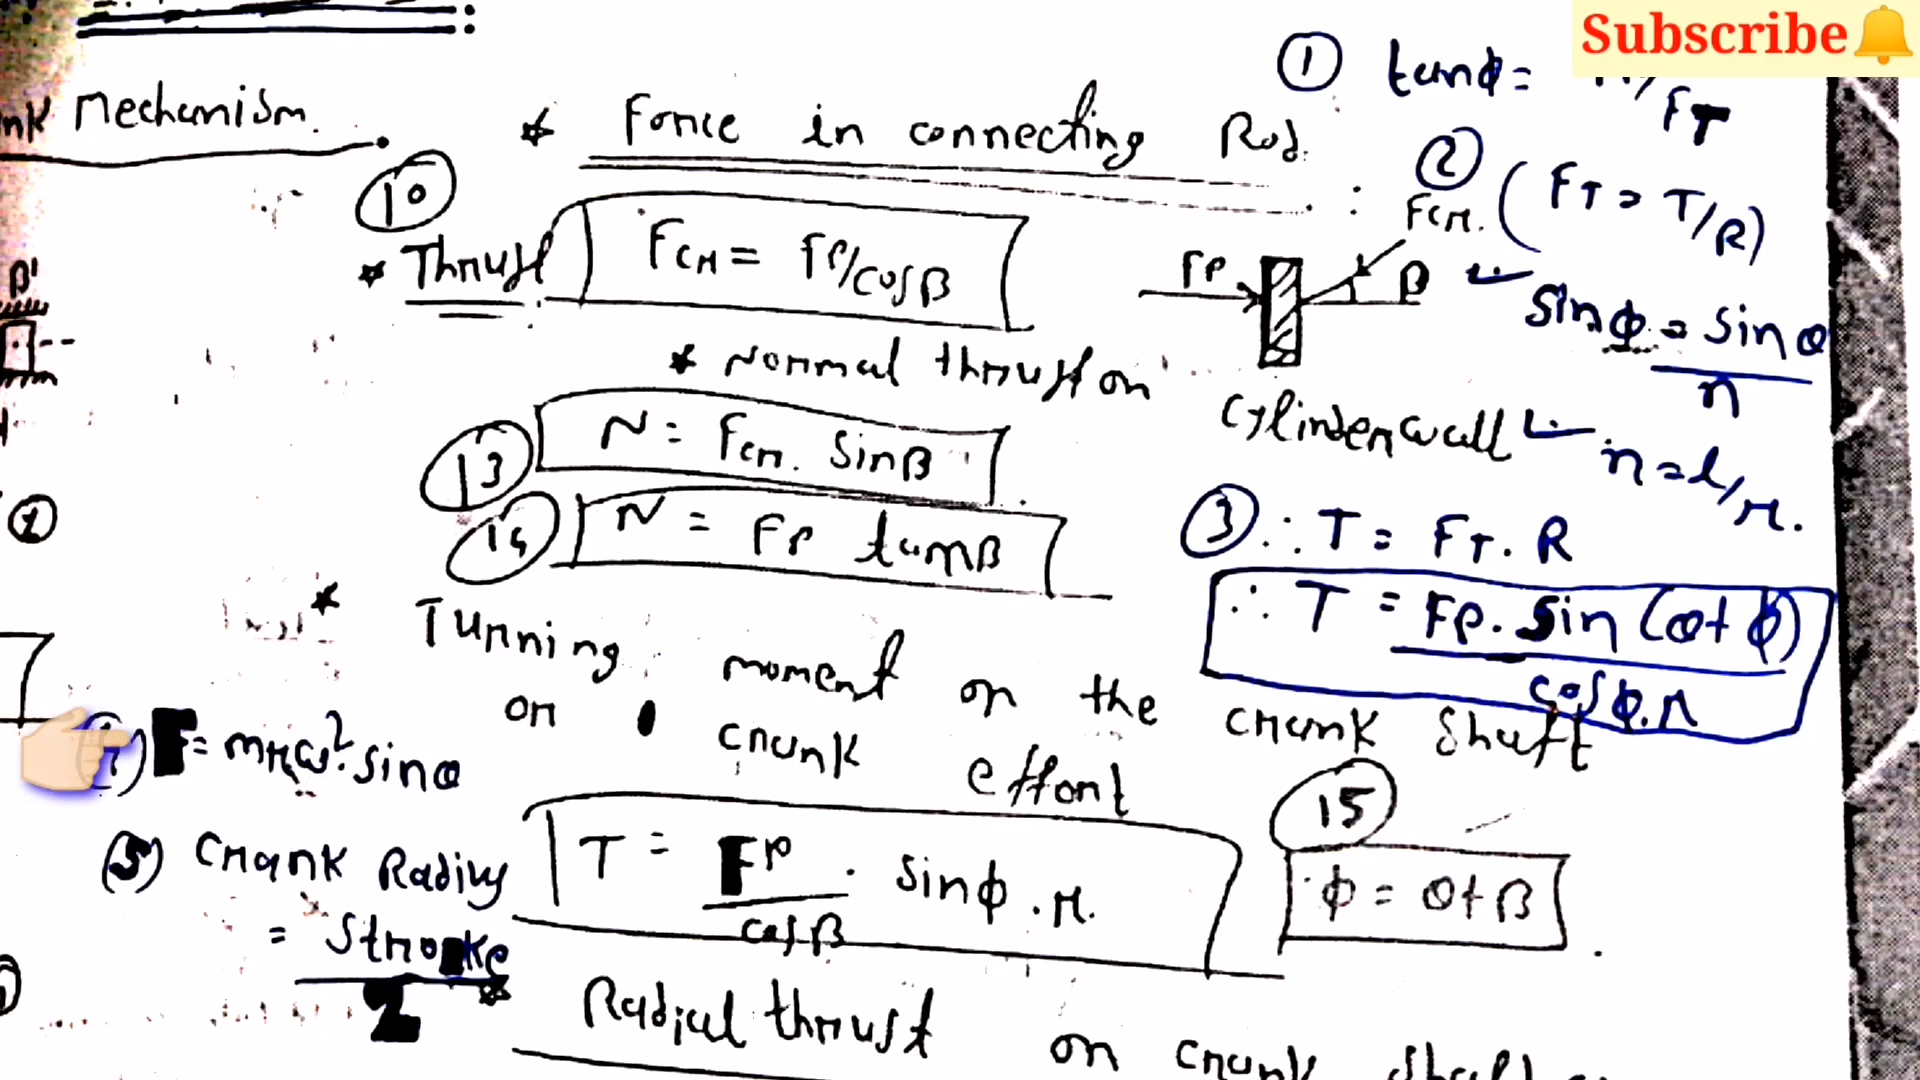 Subscribe
① tanϕ = /FT
Mechanism.
* Force in connecting Rod.
② (FT = T/R)
⑩
* Thrust Fcr = FP/cosβ
Fcr.
FP
β
β'
sinϕ = sinθ/n
* Normal thrust on cylinder wall
n = l/r.
⑬ N = Fcr. sinβ
⑭ N = FP tanβ
③ ∴ T = FT. R
∴ T = FP. sin(θ+ϕ)/cosϕ.r
* Turning moment on the crank shaft
or crank effort
F = mrω². sinθ
(5) Crank Radius
= Stroke/2
T = FP/cosβ . sinϕ . r.
⑮
ϕ = θ+β
* Radial thrust on crank shaft